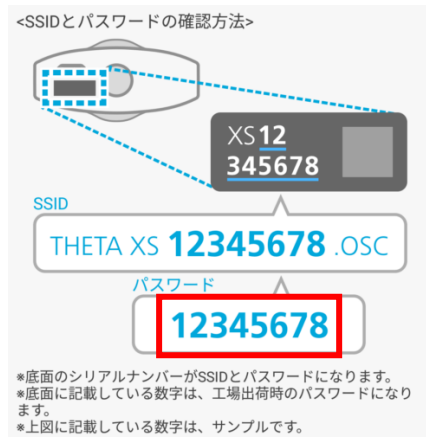 <SSIDとパスワードの確認方法>
XS12
345678
SSID
THETA XS 12345678 .OSC
パスワード
12345678
※底面のシリアルナンバーがSSIDとパスワードになります。
※底面に記載している数字は、工場出荷時のパスワードになり
ます。
※上図に記載している数字は、サンプルです。